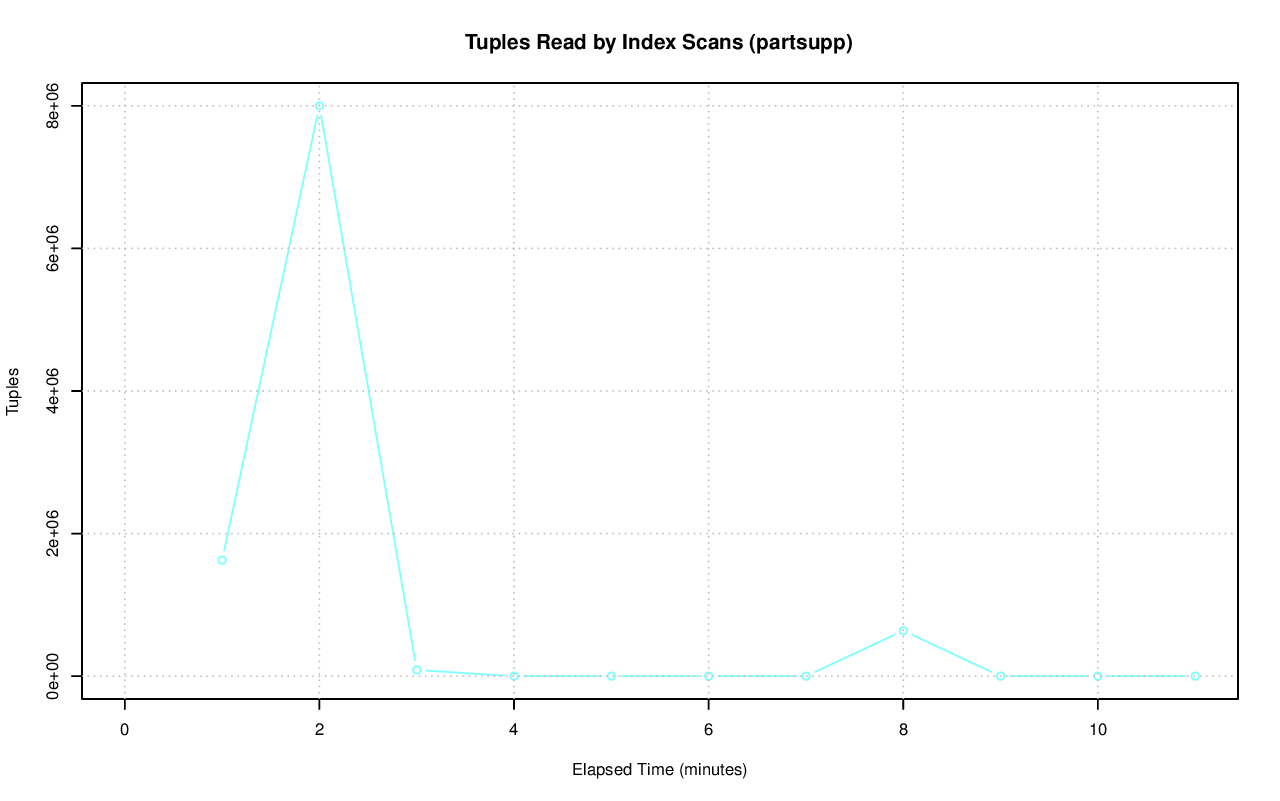 Tuples Read by Index Scans (partsupp)
8e+06
6e+06
4e+06
2e+06
0e+00
Tuples
0 2 4 6 8 10
Elapsed Time (minutes)